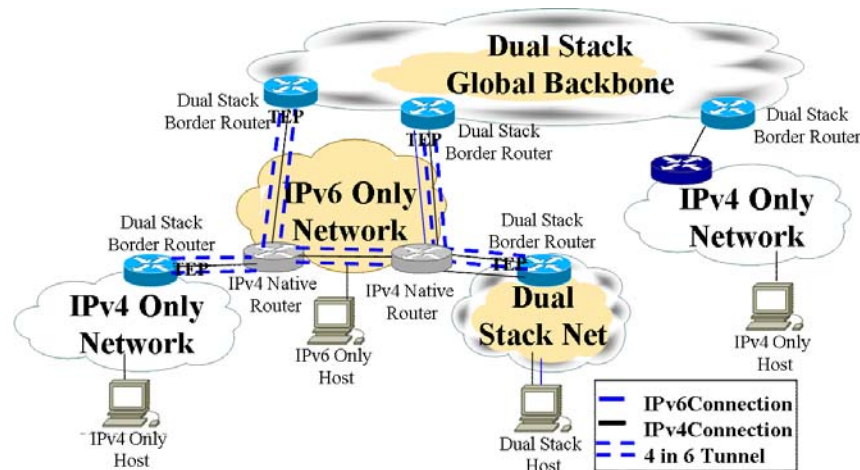 Dual Stack
Global Backbone
Dual Stack
Border Router
TEP
TEP
Dual Stack
Border Router
Dual Stack
Border Router
IPv6 Only
Network
IPv4 Only
Network
Dual Stack
Border Router
TEP
Dual Stack
Border Router
TEP
IPv4 Native
Router
IPv4 Native
Router
IPv4 Only
Network
Dual
Stack Net
IPv6 Only
Host
IPv4 Only
Host
IPv4 Only
Host
Dual Stack
Host
IPv6Connection
IPv4Connection
4 in 6 Tunnel